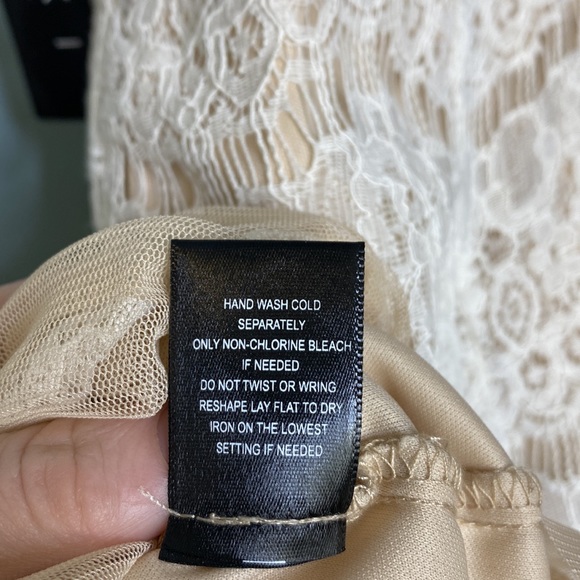 HAND WASH COLD
SEPARATELY
ONLY NON-CHLORINE BLEACH
IF NEEDED
DO NOT TWIST OR WRING
RESHAPE LAY FLAT TO DRY
IRON ON THE LOWEST
SETTING IF NEEDED